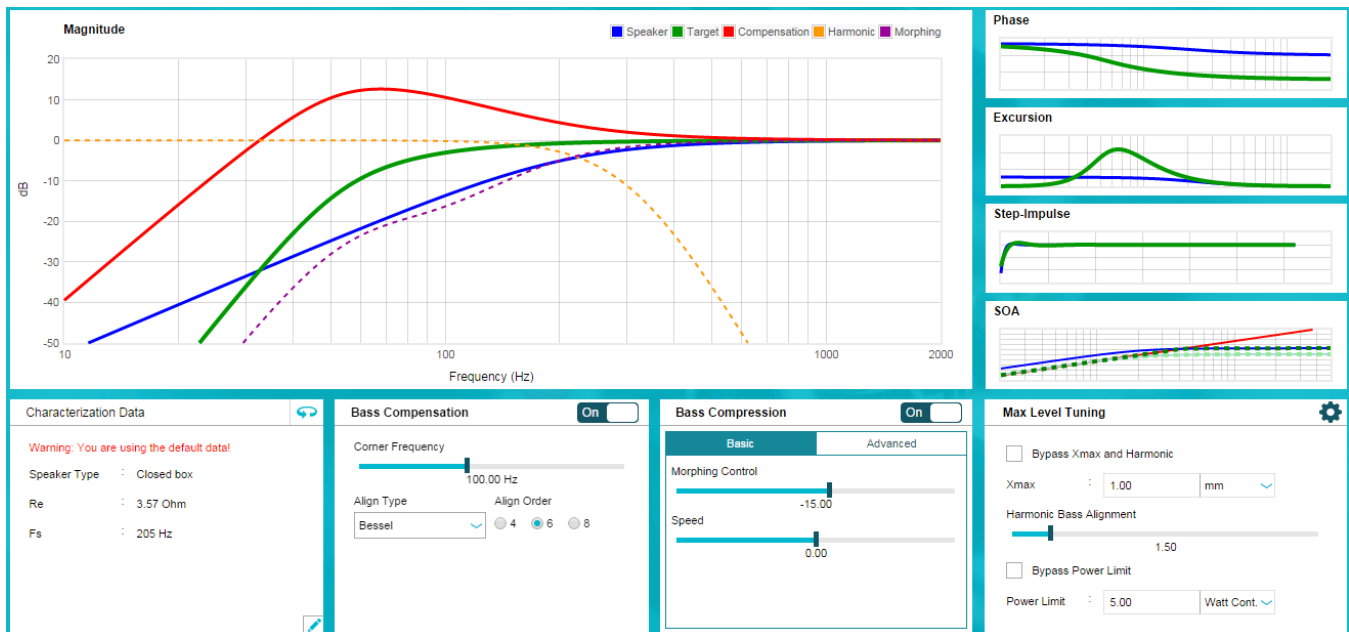 Magnitude
Speaker Target Compensation Harmonic Morphing
20
10
0
-10
-20
-30
-40
-50
dB
10 100 1000 2000
Frequency (Hz)
Phase
Excursion
Step-Impulse
SOA
Characterization Data
Warning: You are using the default data!
Speaker Type : Closed box
Re : 3.57 Ohm
Fs : 205 Hz
Bass Compensation On
Corner Frequency
100.00 Hz
Align Type Align Order
Bessel 4 6 8
Bass Compression On
Basic Advanced
Morphing Control
-15.00
Speed
0.00
Max Level Tuning
Bypass Xmax and Harmonic
Xmax : 1.00 mm
Harmonic Bass Alignment
1.50
Bypass Power Limit
Power Limit : 5.00 Watt Cont.